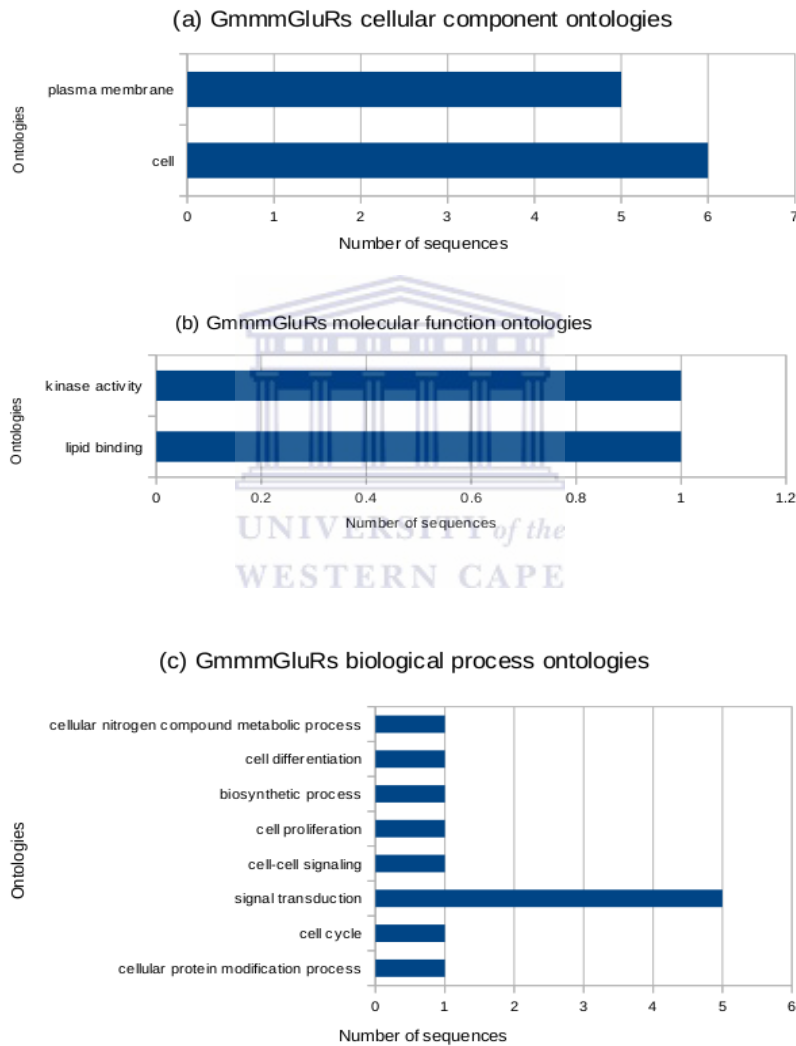 (a) GmmmGluRs cellular component ontologies
Ontologies
plasma membrane
cell
0 1 2 3 4 5 6 7
Number of sequences
(b) GmmmGluRs molecular function ontologies
Ontologies
kinase activity
lipid binding
0 0.2 0.4 0.6 0.8 1 1.2
Number of sequences
UNIVERSITY of the
WESTERN CAPE
(c) GmmmGluRs biological process ontologies
Ontologies
cellular nitrogen compound metabolic process
cell differentiation
biosynthetic process
cell proliferation
cell-cell signaling
signal transduction
cell cycle
cellular protein modification process
0 1 2 3 4 5 6
Number of sequences